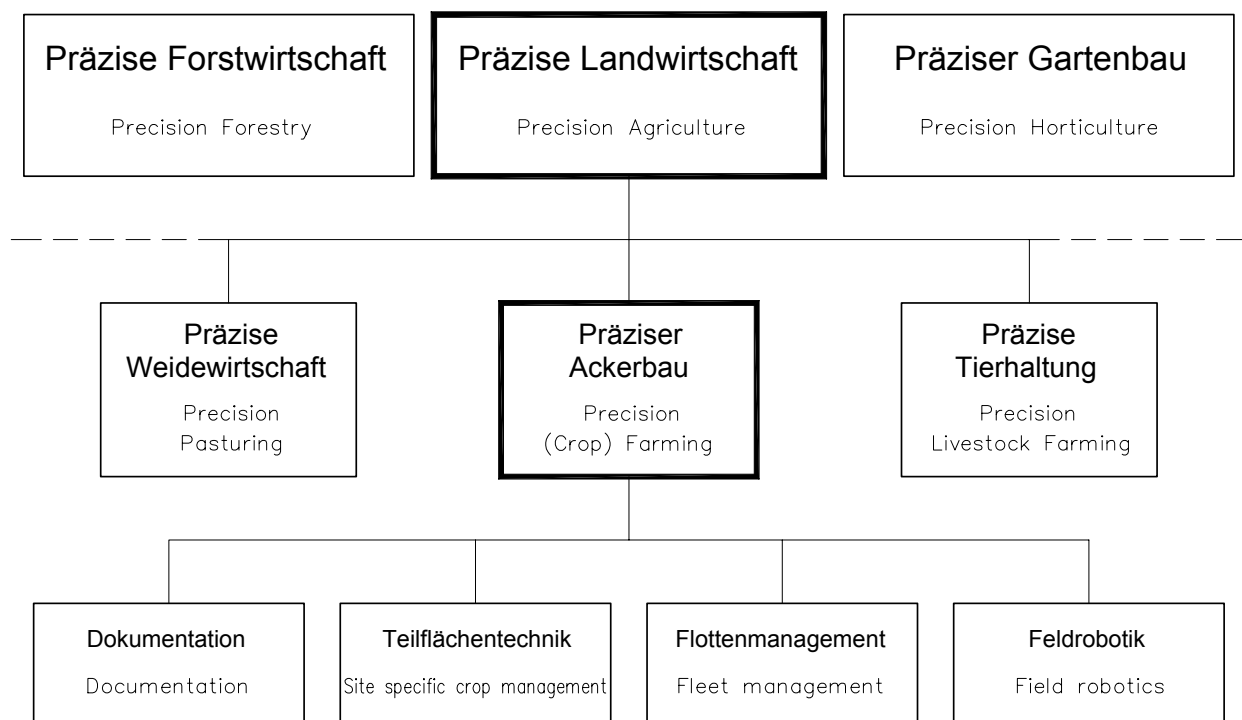 Präzise Forstwirtschaft
Precision Forestry
Präzise Landwirtschaft
Precision Agriculture
Präziser Gartenbau
Precision Horticulture
Präzise
Weidewirtschaft
Precision
Pasturing
Präziser
Ackerbau
Precision
(Crop) Farming
Präzise
Tierhaltung
Precision
Livestock Farming
Dokumentation
Documentation
Teilflächentechnik
Site specific crop management
Flottenmanagement
Fleet management
Feldrobotik
Field robotics